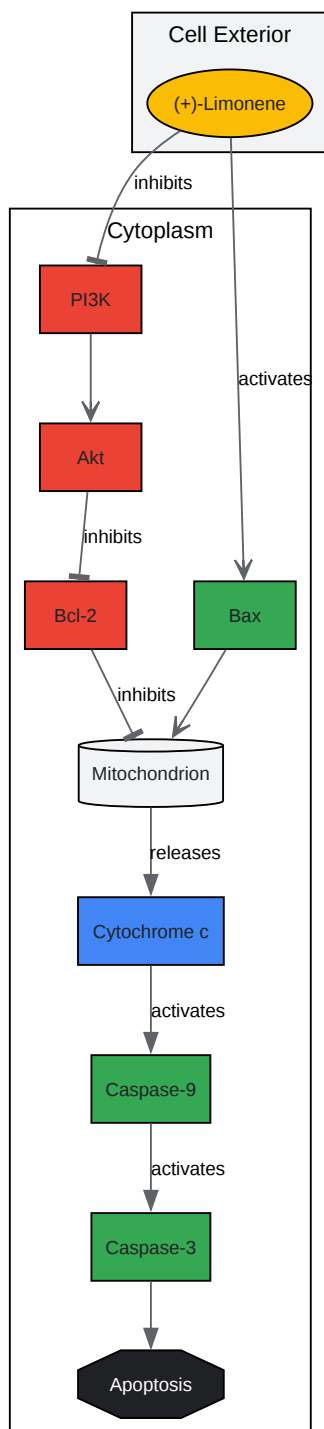 Cell Exterior
(+)-Limonene
inhibits
Cytoplasm
PI3K
activates
Akt
inhibits
Bcl-2
Bax
inhibits
Mitochondrion
releases
Cytochrome c
activates
Caspase-9
activates
Caspase-3
Apoptosis